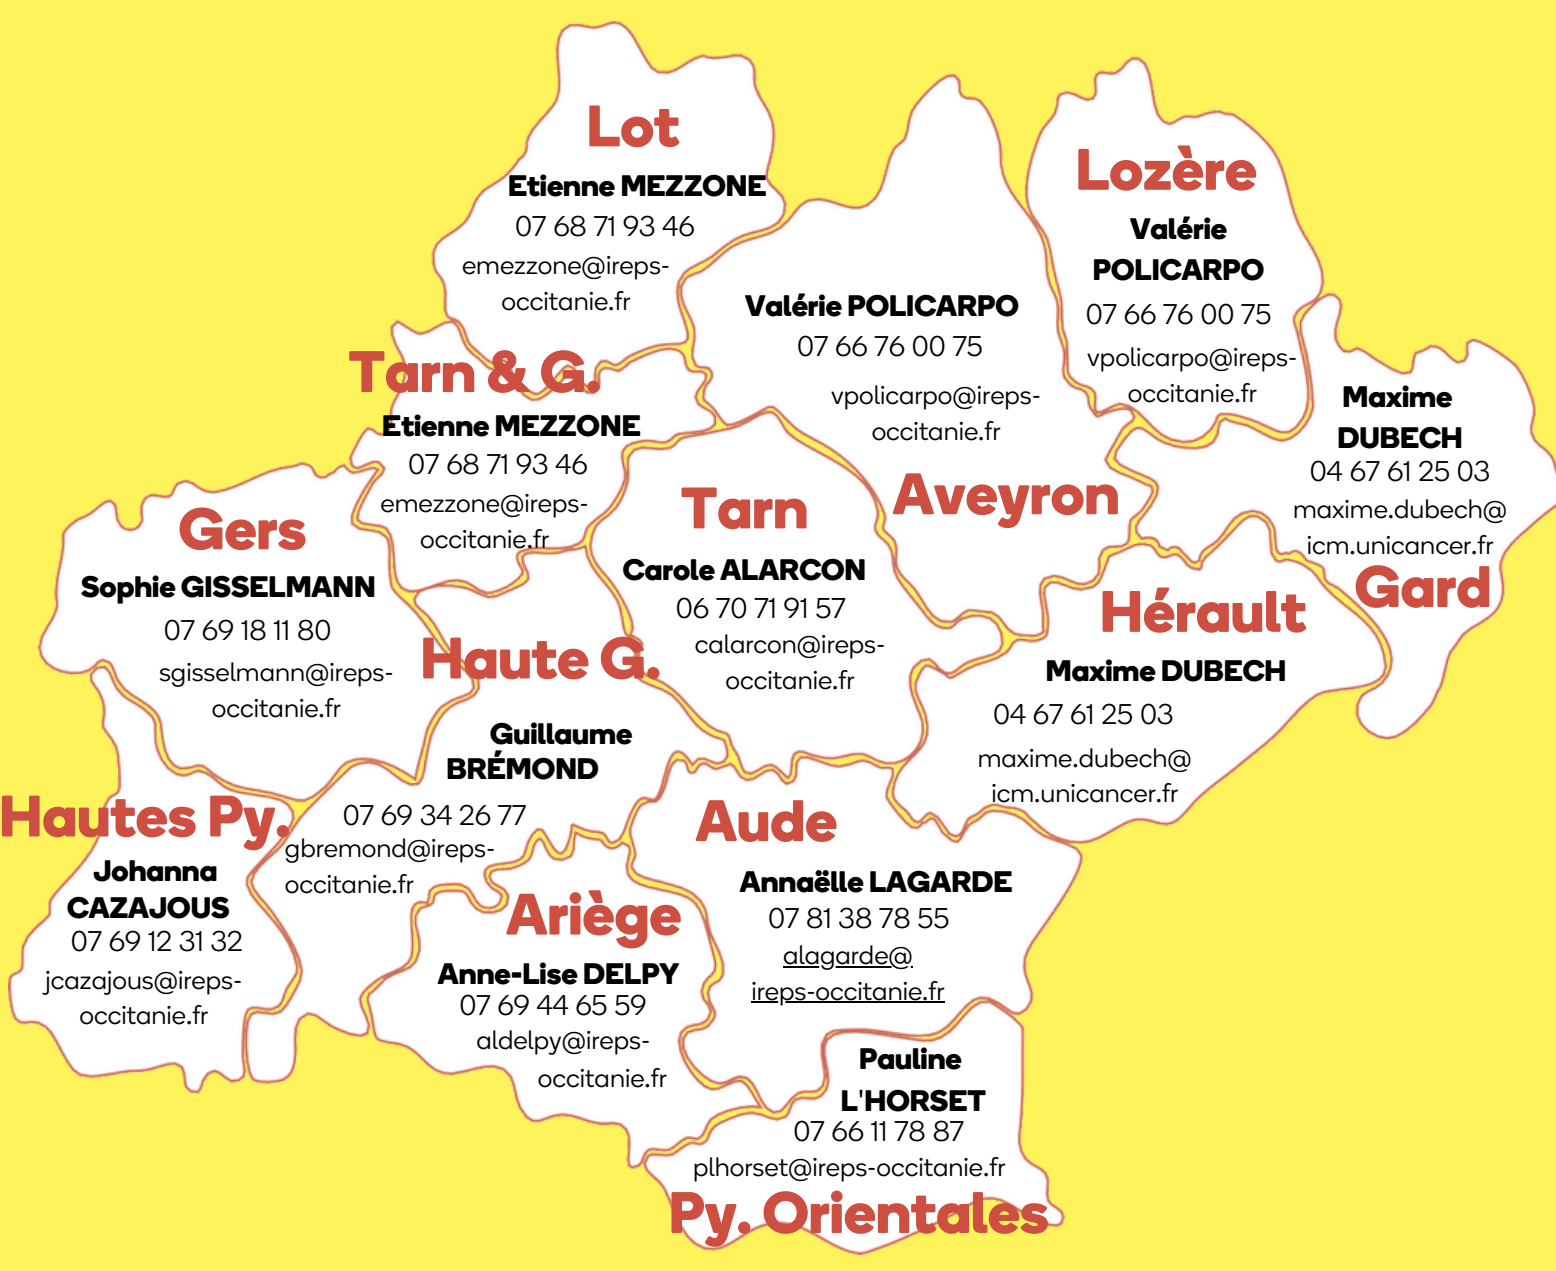 Lot
Etienne MEZZONE
07 68 71 93 46
emezzone@ireps-
occitanie.fr
Lozère
Valérie
POLICARPO
07 66 76 00 75
vpolicarpo@ireps-
occitanie.fr
Valérie POLICARPO
07 66 76 00 75
vpolicarpo@ireps-
occitanie.fr
Aveyron
Tarn & G.
Etienne MEZZONE
07 68 71 93 46
emezzone@ireps-
occitanie.fr
Maxime
DUBECH
04 67 61 25 03
maxime.dubech@
icm.unicancer.fr
Gard
Gers
Sophie GISSELMANN
07 69 18 11 80
sgisselmann@ireps-
occitanie.fr
Tarn
Carole ALARCON
06 70 71 91 57
calarcon@ireps-
occitanie.fr
Hérault
Maxime DUBECH
04 67 61 25 03
maxime.dubech@
icm.unicancer.fr
Haute G.
Guillaume
BRÉMOND
07 69 34 26 77
gbremond@ireps-
occitanie.fr
Hautes Py.
Johanna
CAZAJOUS
07 69 12 31 32
jcazajous@ireps-
occitanie.fr
Ariège
Anne-Lise DELPY
07 69 44 65 59
aldelpy@ireps-
occitanie.fr
Aude
Annaëlle LAGARDE
07 81 38 78 55
alagarde@
ireps-occitanie.fr
Pauline
L'HORSET
07 66 11 78 87
plhorset@ireps-occitanie.fr
Py. Orientales